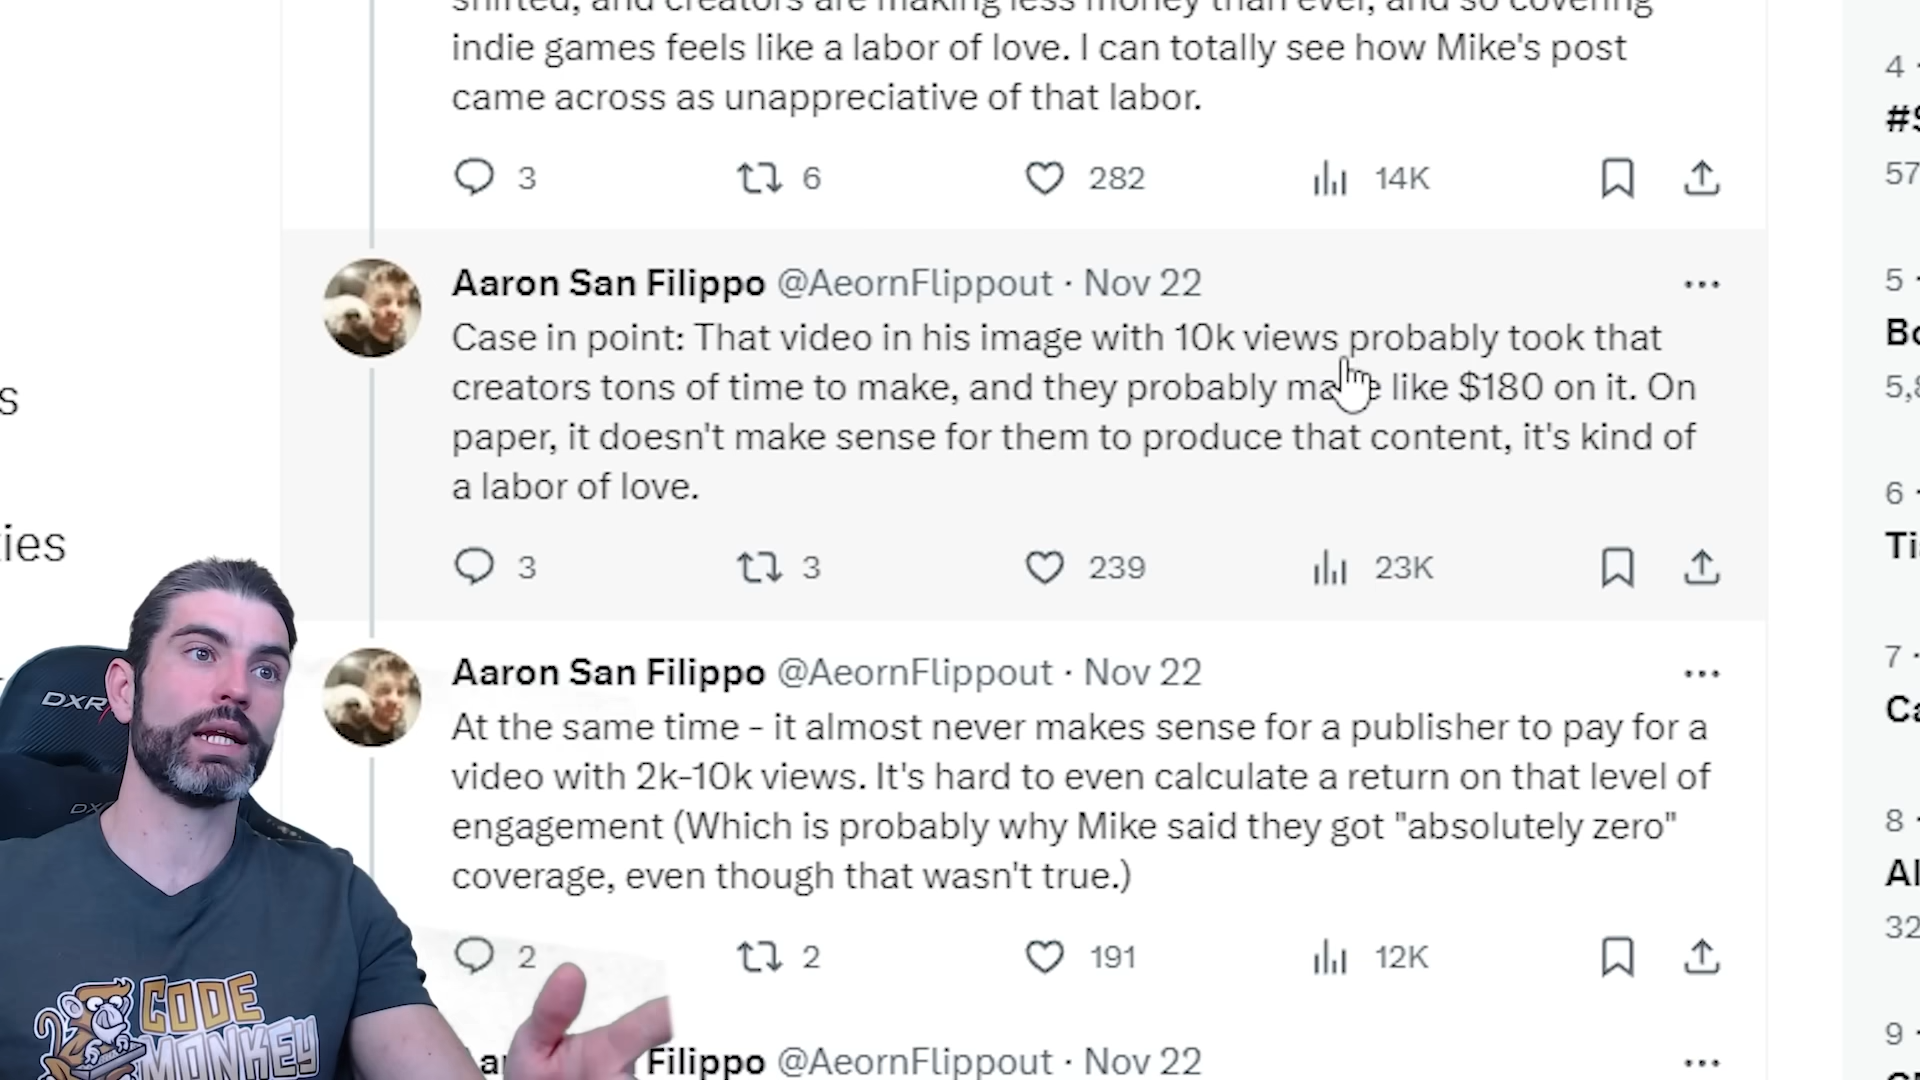 shifted, and creators are making less money than ever, and so covering
indie games feels like a labor of love. I can totally see how Mike's post
came across as unappreciative of that labor.
3 6 282 14K
Aaron San Filippo @AeornFlippout · Nov 22
Case in point: That video in his image with 10k views probably took that
creators tons of time to make, and they probably made like $180 on it. On
paper, it doesn't make sense for them to produce that content, it's kind of
a labor of love.
3 3 239 23K
Aaron San Filippo @AeornFlippout · Nov 22
At the same time – it almost never makes sense for a publisher to pay for a
video with 2k-10k views. It's hard to even calculate a return on that level of
engagement (Which is probably why Mike said they got "absolutely zero"
coverage, even though that wasn't true.)
2 2 191 12K
Filippo @AeornFlippout · Nov 22
s
ies
DXR
DX
CODE
MONKEY
4 ·
#S
57
5 ·
Bo
5,8
6 ·
Ti
7 ·
Ca
8 ·
Al
32
9 ·